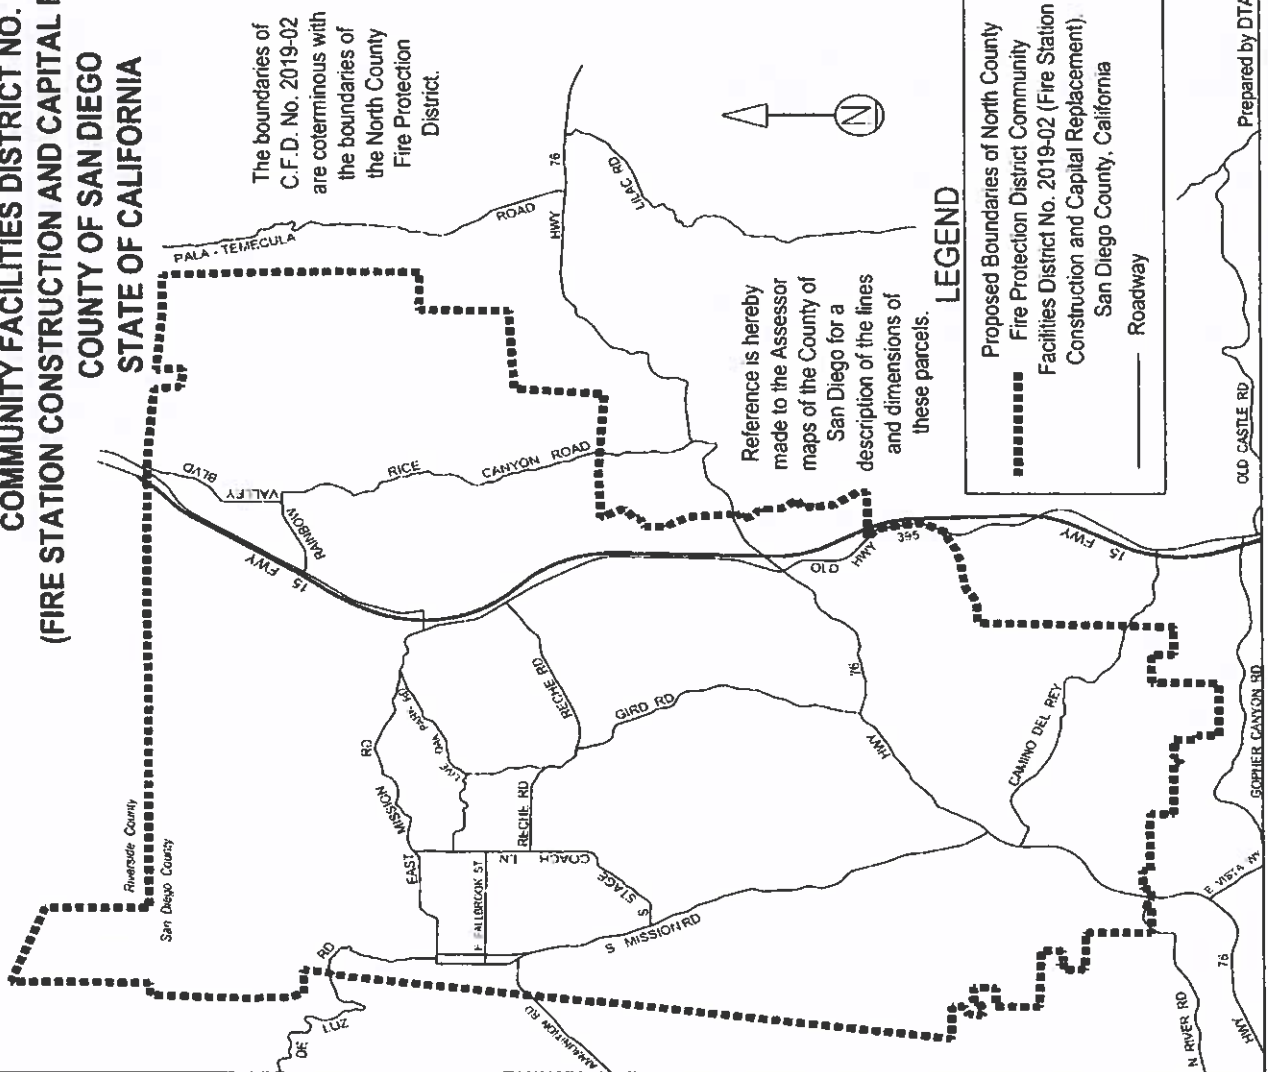 COMMUNITY FACILITIES DISTRICT NO.
(FIRE STATION CONSTRUCTION AND CAPITAL
COUNTY OF SAN DIEGO
STATE OF CALIFORNIA
The boundaries of
C.F.D. No. 2019-02
are coterminous with
the boundaries of
the North County
Fire Protection
District.
Riverside County
San Diego County
PALA - TEMECULA
ROAD
HWY
76
LILAC RD
N
RAINBOW
VALLEY
BLVD
RICE
CANYON ROAD
FWY
15
DE
LUZ
RD
EAST
MISSION
RD
LIVE OAK PARK RD
RECHE RD
RECHE RD
GIRD RD
E FALLBROOK ST
COACH
LN
STAGE
S
S MISSION RD
AMMUNITION RD
OLD
HWY
395
FWY
15
HWY
76
CAMINO DEL REY
GOPHER CANYON RD
OLD CASTLE RD
E VISTA WY
N RIVER RD
HWY
76
Reference is hereby
made to the Assessor
maps of the County of
San Diego for a
description of the lines
and dimensions of
these parcels.
LEGEND
Proposed Boundaries of North County
Fire Protection District Community
Facilities District No. 2019-02 (Fire Station
Construction and Capital Replacement),
San Diego County, California
Roadway
Prepared by DTA